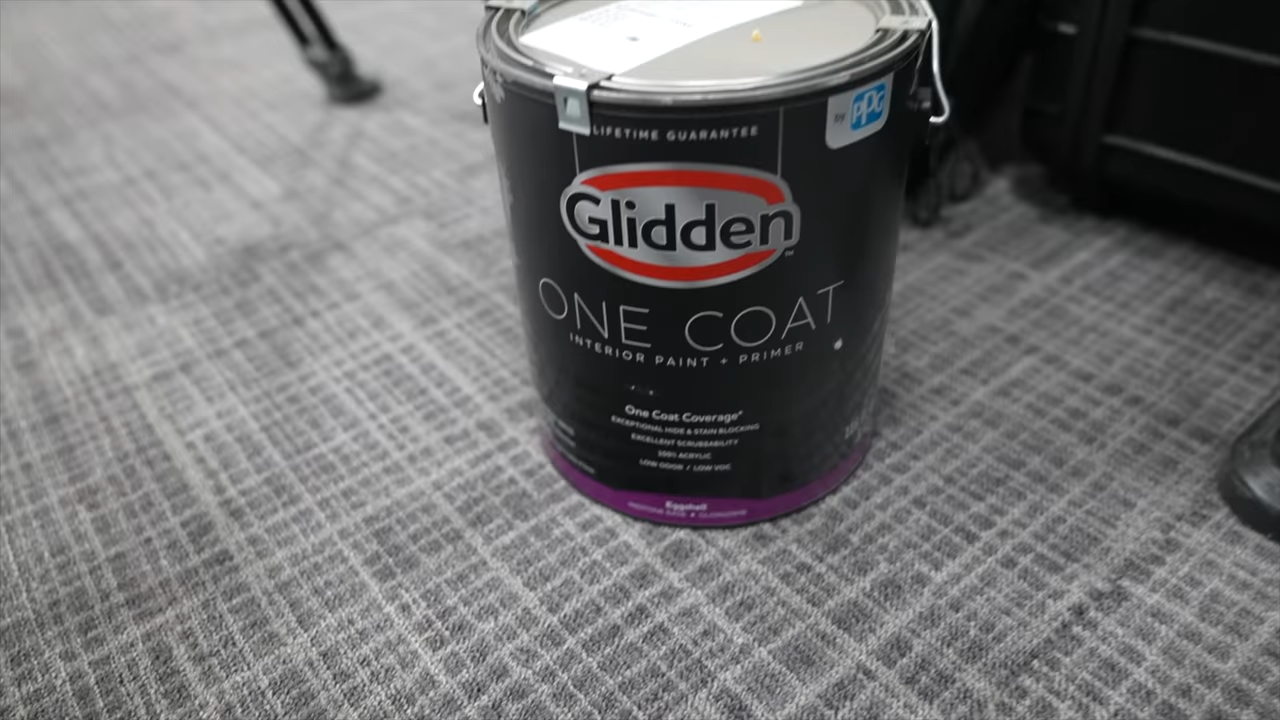 LIFETIME GUARANTEE
by PPG
Glidden™
ONE COAT
INTERIOR PAINT + PRIMER
One Coat Coverage*
EXCEPTIONAL HIDE & STAIN BLOCKING
EXCELLENT SCRUBBABILITY
100% ACRYLIC
LOW ODOR / LOW VOC
Eggshell